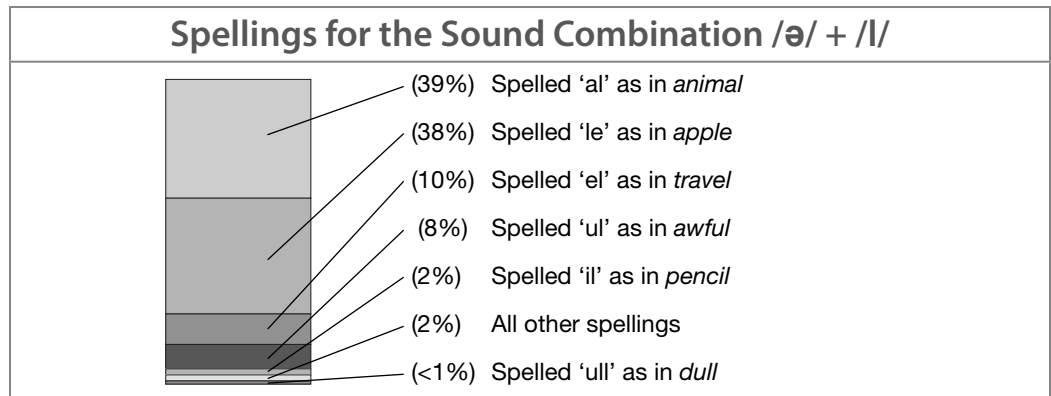 Spellings for the Sound Combination /ə/ + /l/
(39%) Spelled ‘al’ as in animal
(38%) Spelled ‘le’ as in apple
(10%) Spelled ‘el’ as in travel
(8%) Spelled ‘ul’ as in awful
(2%) Spelled ‘il’ as in pencil
(2%) All other spellings
(<1%) Spelled ‘ull’ as in dull